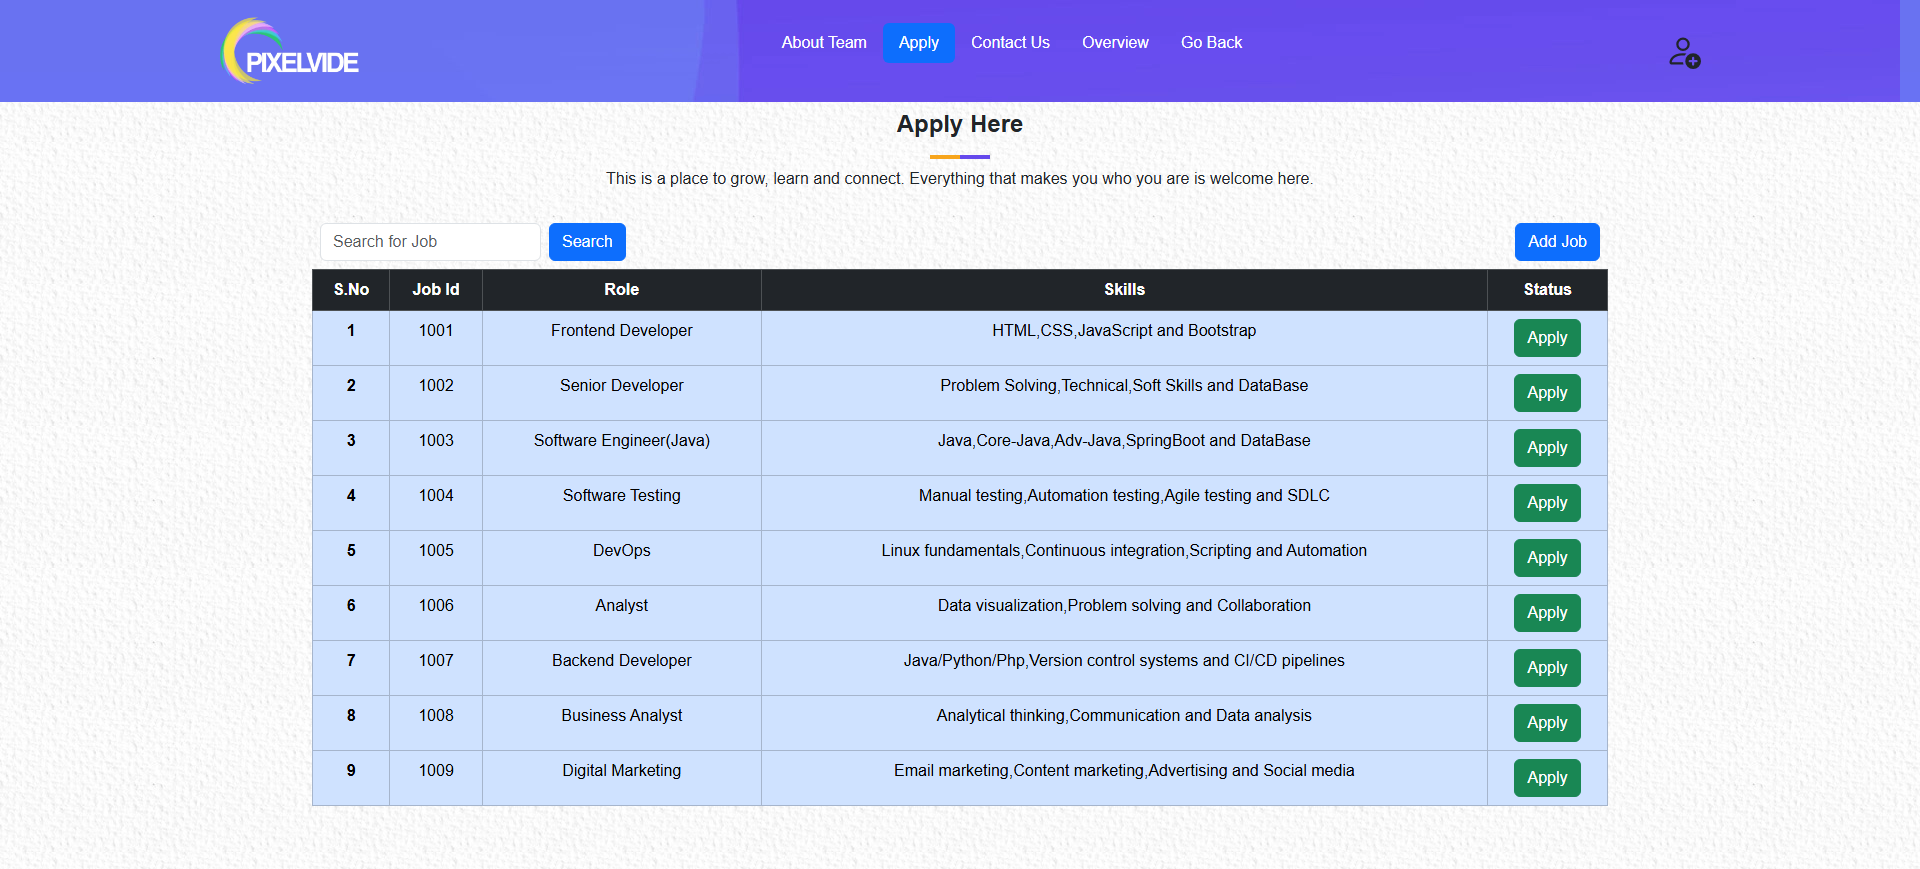 PIXELVIDE
About Team Apply Contact Us Overview Go Back
Apply Here
This is a place to grow, learn and connect. Everything that makes you who you are is welcome here.
Search for Job Search Add Job
S.No Job Id Role Skills Status
1 1001 Frontend Developer HTML,CSS,JavaScript and Bootstrap Apply
2 1002 Senior Developer Problem Solving,Technical,Soft Skills and DataBase Apply
3 1003 Software Engineer(Java) Java,Core-Java,Adv-Java,SpringBoot and DataBase Apply
4 1004 Software Testing Manual testing,Automation testing,Agile testing and SDLC Apply
5 1005 DevOps Linux fundamentals,Continuous integration,Scripting and Automation Apply
6 1006 Analyst Data visualization,Problem solving and Collaboration Apply
7 1007 Backend Developer Java/Python/Php,Version control systems and CI/CD pipelines Apply
8 1008 Business Analyst Analytical thinking,Communication and Data analysis Apply
9 1009 Digital Marketing Email marketing,Content marketing,Advertising and Social media Apply